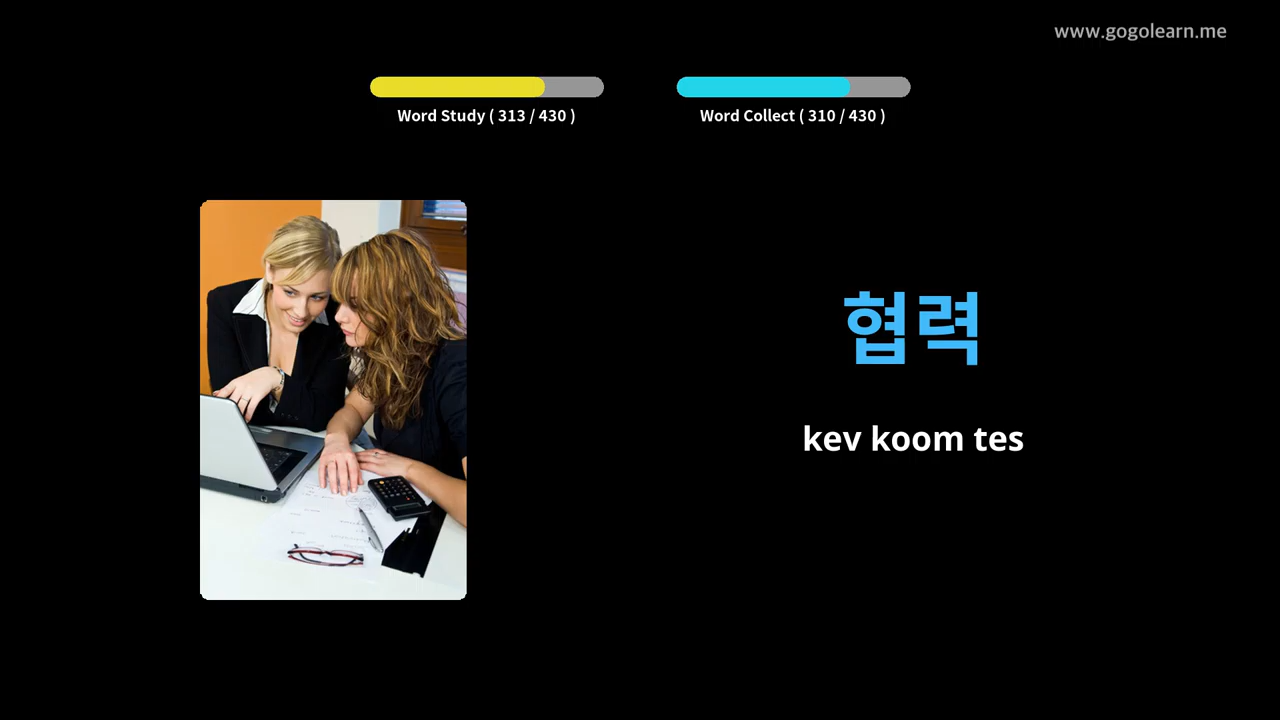 www.gogolearn.me
Word Study ( 313 / 430 )
Word Collect ( 310 / 430 )
협력
kev koom tes